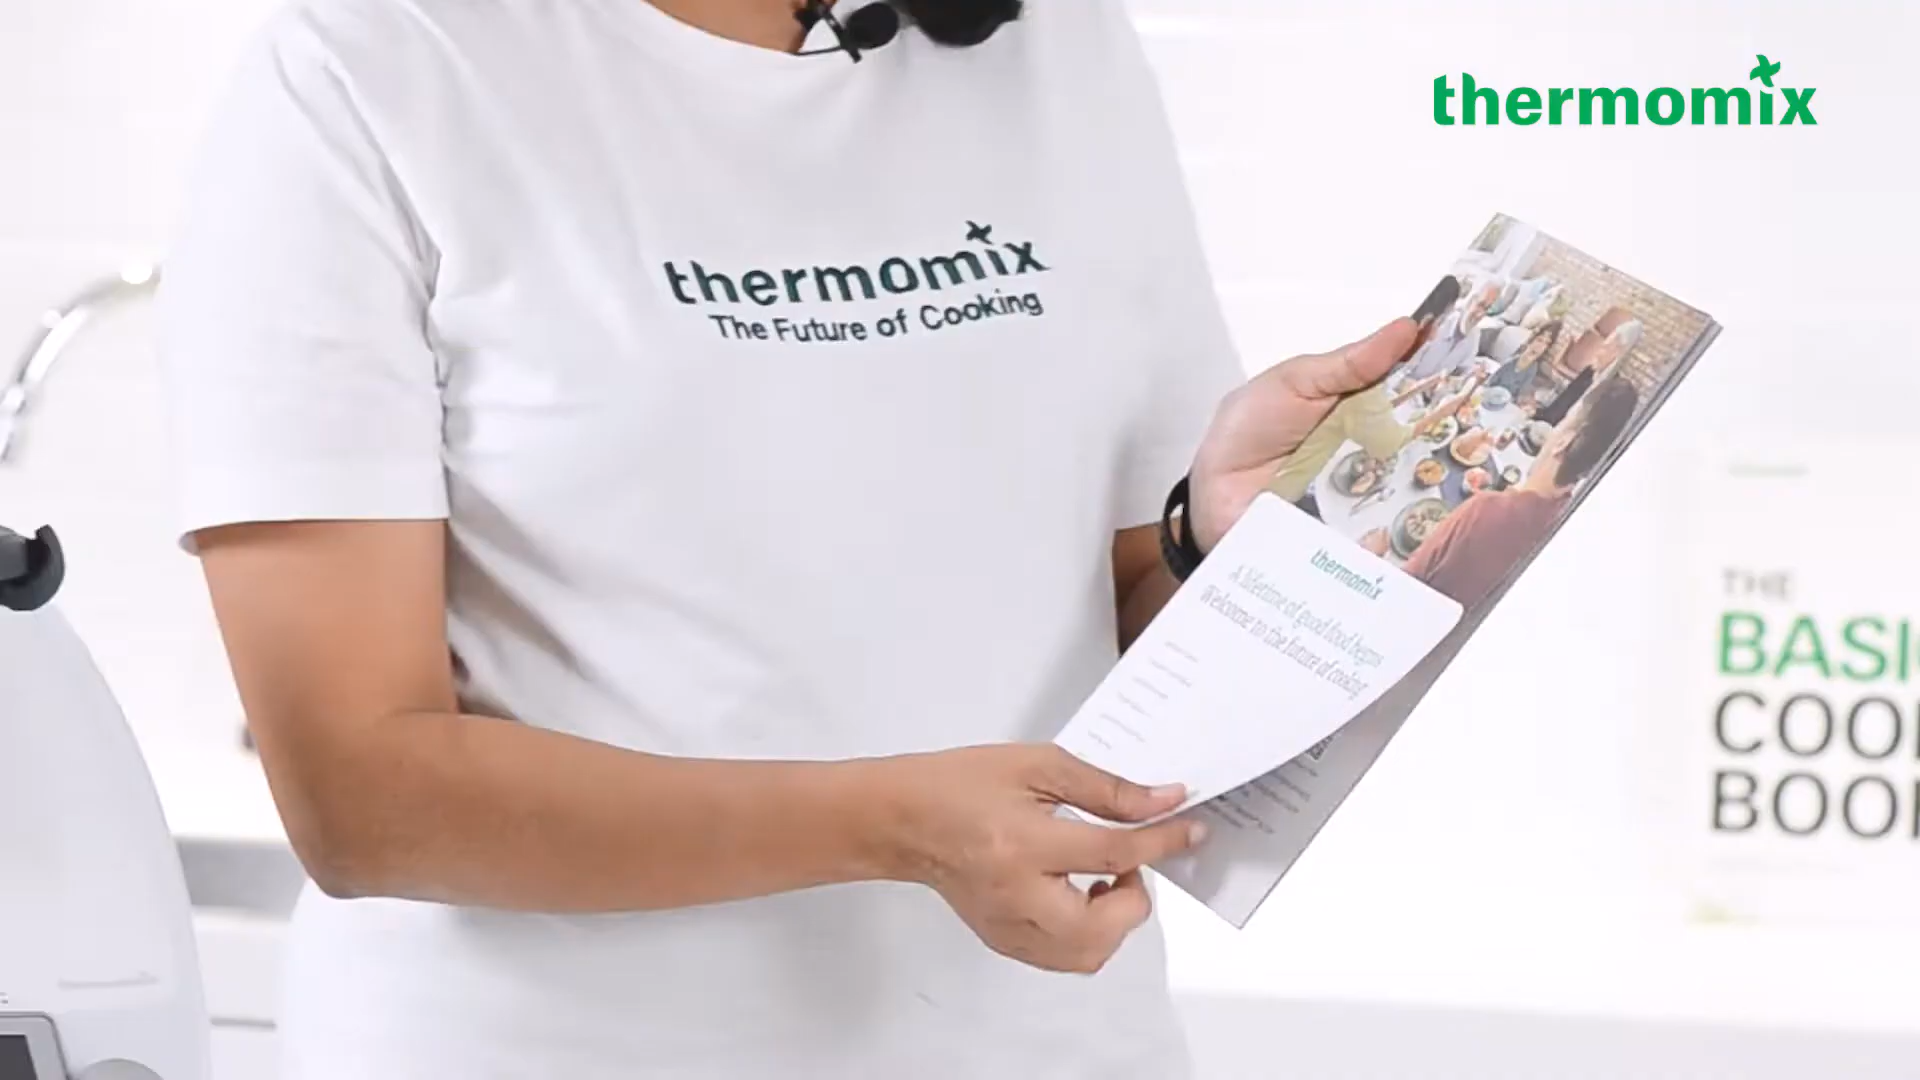 thermomix
thermomix
The Future of Cooking
thermomix
A lifetime of good food begins
Welcome to the future of cooking
THE
BASI
COO
BOO